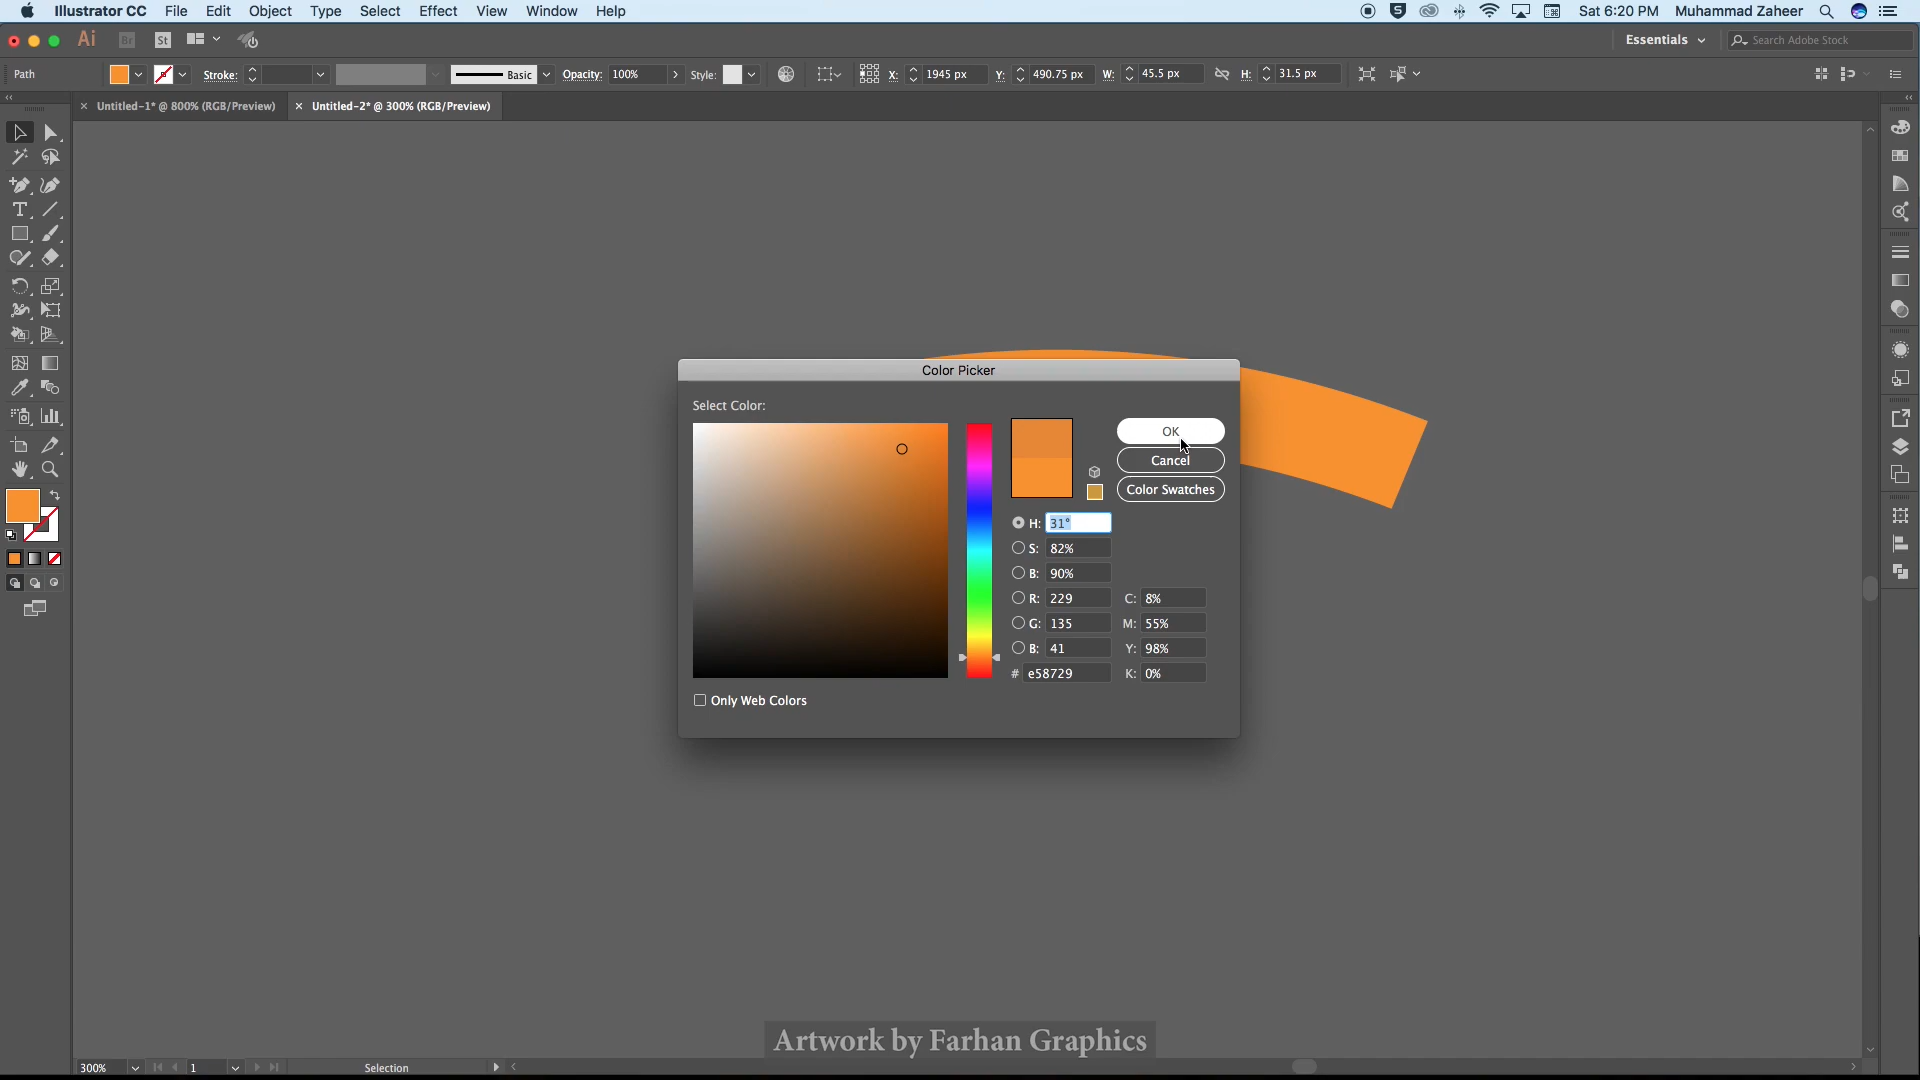 Illustrator CC File Edit Object Type Select Effect View Window Help
Sat 6:20 PM Muhammad Zaheer
Ai Br St
Essentials
Search Adobe Stock
Path
Stroke:
Basic
Opacity: 100%
Style:
X: 1945 px
Y: 490.75 px
W: 45.5 px
H: 31.5 px
× Untitled-1* @ 800% (RGB/Preview)
× Untitled-2* @ 300% (RGB/Preview)
Color Picker
Select Color:
OK
Cancel
Color Swatches
H: 31°
S: 82%
B: 90%
R: 229 C: 8%
G: 135 M: 55%
B: 41 Y: 98%
# e58729 K: 0%
Only Web Colors
Artwork by Farhan Graphics
300% 1 Selection